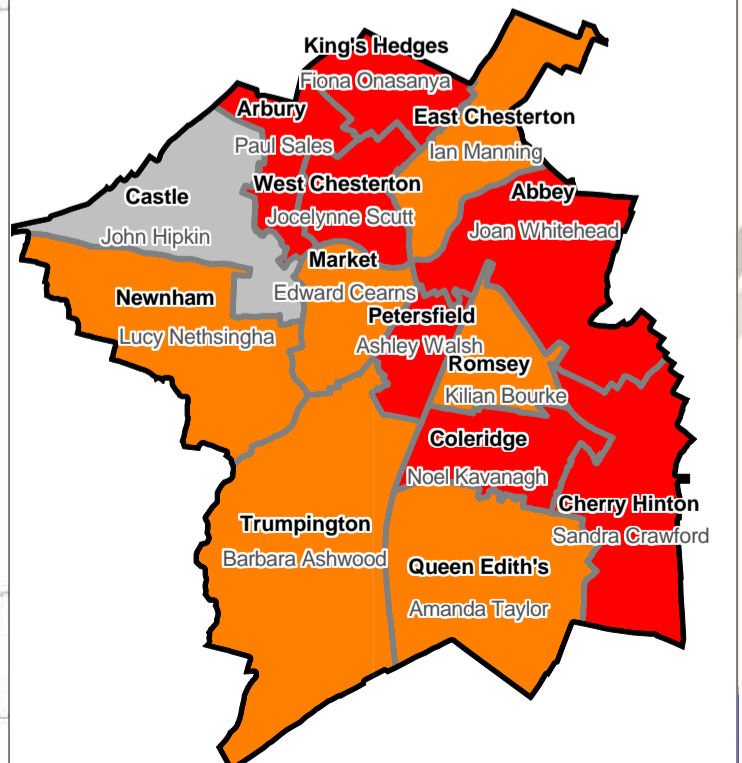 King's Hedges
Fiona Onasanya
Arbury
Paul Sales
East Chesterton
Ian Manning
West Chesterton
Jocelynne Scutt
Abbey
Joan Whitehead
Castle
John Hipkin
Market
Edward Cearns
Newnham
Lucy Nethsingha
Petersfield
Ashley Walsh
Romsey
Kilian Bourke
Coleridge
Noel Kavanagh
Cherry Hinton
Sandra Crawford
Trumpington
Barbara Ashwood
Queen Edith's
Amanda Taylor